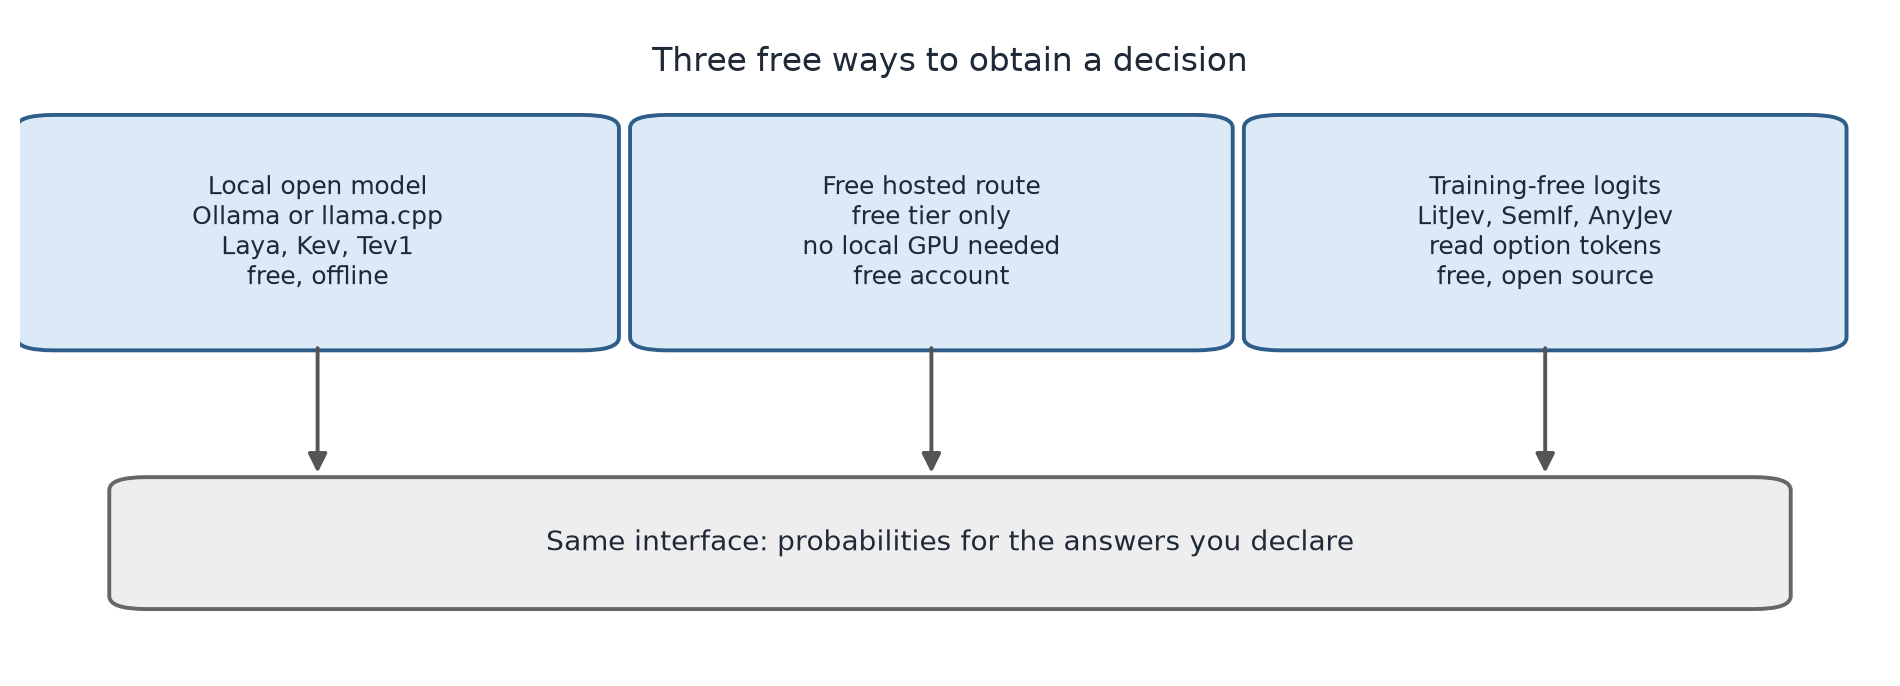 Three free ways to obtain a decision
Local open model
Ollama or llama.cpp
Laya, Kev, Tev1
free, offline
Free hosted route
free tier only
no local GPU needed
free account
Training-free logits
LitJev, SemIf, AnyJev
read option tokens
free, open source
Same interface: probabilities for the answers you declare